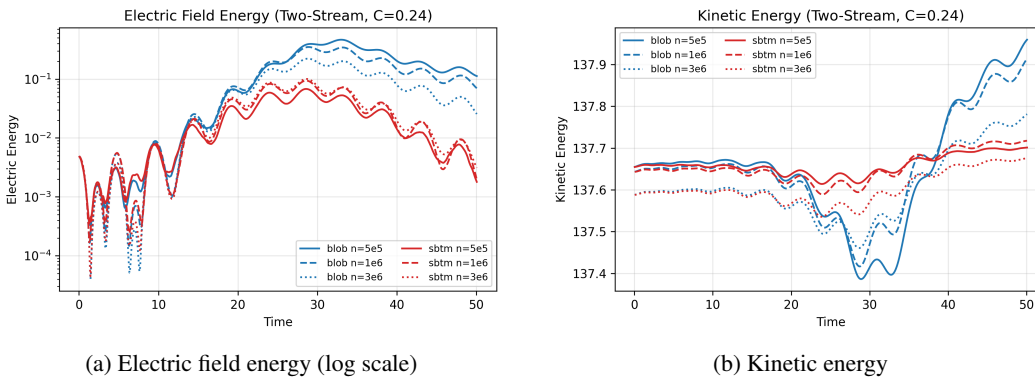 Electric Field Energy (Two-Stream, C=0.24)
Electric Energy
10⁻¹
10⁻²
10⁻³
10⁻⁴
blob n=5e5
blob n=1e6
blob n=3e6
sbtm n=5e5
sbtm n=1e6
sbtm n=3e6
0 10 20 30 40 50
Time
(a) Electric field energy (log scale)
Kinetic Energy (Two-Stream, C=0.24)
Kinetic Energy
blob n=5e5
blob n=1e6
blob n=3e6
sbtm n=5e5
sbtm n=1e6
sbtm n=3e6
137.9
137.8
137.7
137.6
137.5
137.4
0 10 20 30 40 50
Time
(b) Kinetic energy